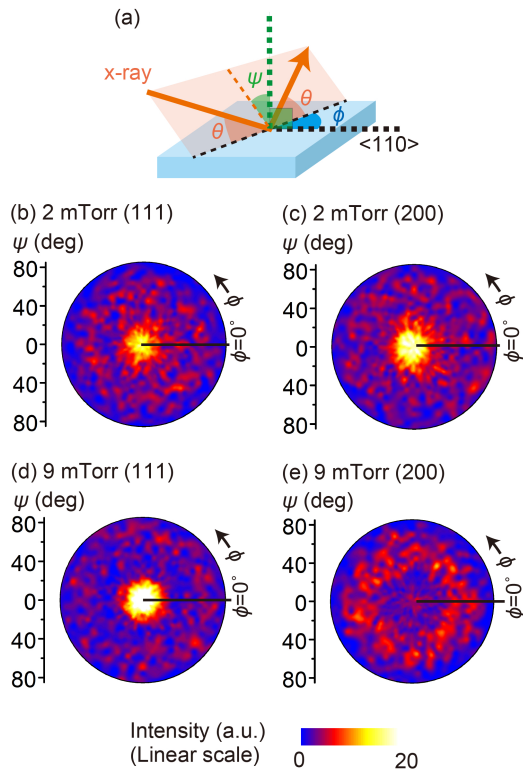 (a)
x-ray
ψ
θ
θ
ϕ
<110>
(b) 2 mTorr (111)
ψ (deg)
80
40
0
40
80
ϕ
ϕ=0°
(c) 2 mTorr (200)
ψ (deg)
80
40
0
40
80
ϕ
ϕ=0°
(d) 9 mTorr (111)
ψ (deg)
80
40
0
40
80
ϕ
ϕ=0°
(e) 9 mTorr (200)
ψ (deg)
80
40
0
40
80
ϕ
ϕ=0°
Intensity (a.u.)
(Linear scale)
0
20